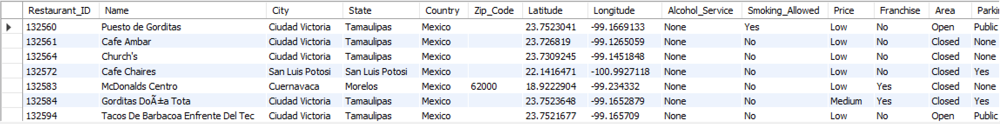 Restaurant_ID Name City State Country Zip_Code Latitude Longitude Alcohol_Service Smoking_Allowed Price Franchise Area Parkin
132560 Puesto de Gorditas Ciudad Victoria Tamaulipas Mexico 23.7523041 -99.1669133 None Yes Low No Open Public
132561 Cafe Ambar Ciudad Victoria Tamaulipas Mexico 23.726819 -99.1265059 None No Low No Closed None
132564 Church's Ciudad Victoria Tamaulipas Mexico 23.7309245 -99.1451848 None No Low No Closed None
132572 Cafe Chaires San Luis Potosi San Luis Potosi Mexico 22.1416471 -100.9927118 None No Low No Closed Yes
132583 McDonalds Centro Cuernavaca Morelos Mexico 62000 18.9222904 -99.234332 None No Low Yes Closed None
132584 Gorditas DoÃ±a Tota Ciudad Victoria Tamaulipas Mexico 23.7523648 -99.1652879 None No Medium Yes Closed Yes
132594 Tacos De Barbacoa Enfrente Del Tec Ciudad Victoria Tamaulipas Mexico 23.7521677 -99.165709 None No Low No Open Public